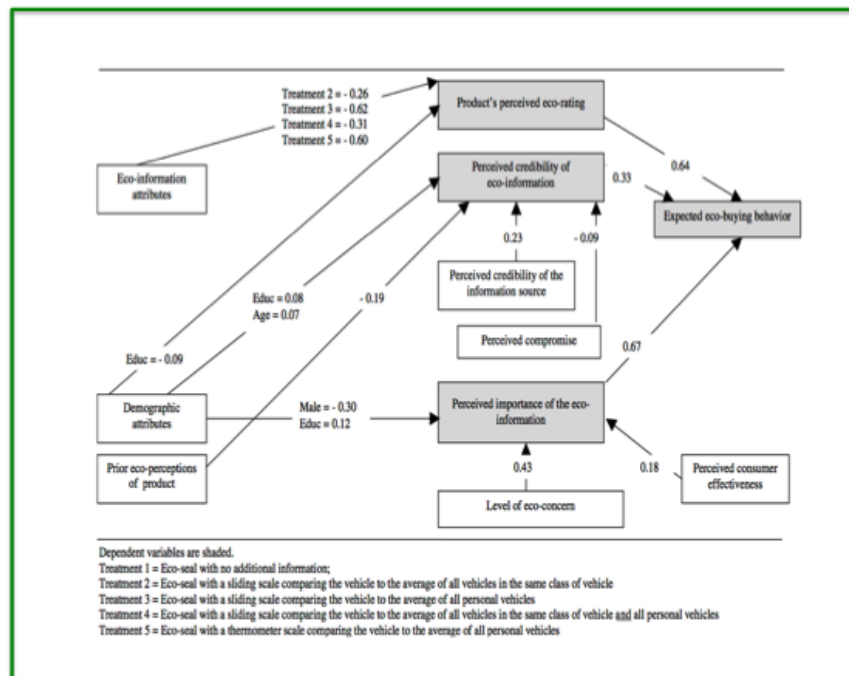 Treatment 2 = - 0.26
Treatment 3 = - 0.62
Treatment 4 = - 0.31
Treatment 5 = - 0.60
Product's perceived eco-rating
Eco-information
attributes
Perceived credibility of
eco-information
0.64
0.33
Expected eco-buying behavior
0.23
- 0.09
Perceived credibility of the
information source
- 0.19
Educ = 0.08
Age = 0.07
Perceived compromise
0.67
Educ = - 0.09
Demographic
attributes
Male = - 0.30
Educ = 0.12
Perceived importance of the eco-
information
Prior eco-perceptions
of product
0.43
0.18
Perceived consumer
effectiveness
Level of eco-concern
Dependent variables are shaded.
Treatment 1 = Eco-seal with no additional information;
Treatment 2 = Eco-seal with a sliding scale comparing the vehicle to the average of all vehicles in the same class of vehicle
Treatment 3 = Eco-seal with a sliding scale comparing the vehicle to the average of all personal vehicles
Treatment 4 = Eco-seal with a sliding scale comparing the vehicle to the average of all vehicles in the same class of vehicle and all personal vehicles
Treatment 5 = Eco-seal with a thermometer scale comparing the vehicle to the average of all personal vehicles